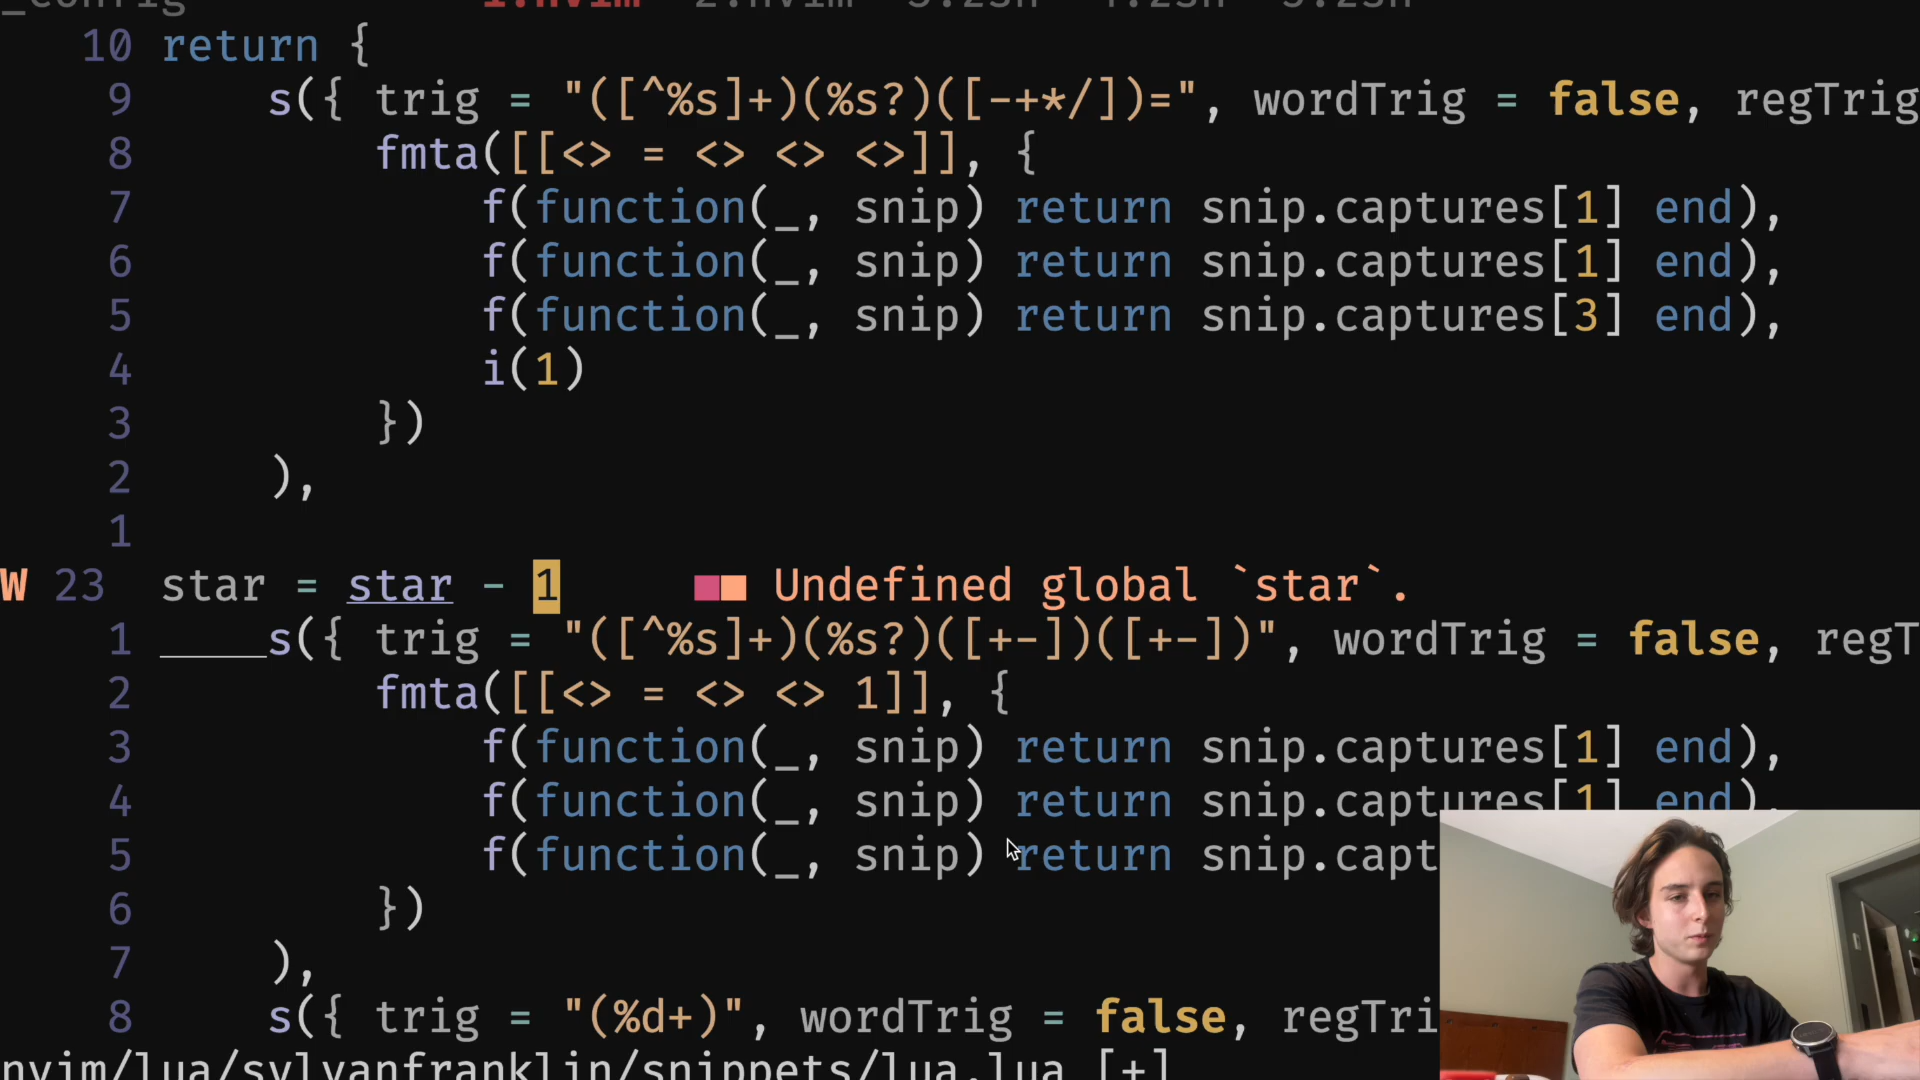 _config 1.nvim 2.nvim 3.zsh 4.zsh 5.zsh
10 return {
9 s({ trig = "([^%s]+)(%s?)([-+*/])=", wordTrig = false, regTrig
8 fmta([[<> = <> <> <>]], {
7 f(function(_, snip) return snip.captures[1] end),
6 f(function(_, snip) return snip.captures[1] end),
5 f(function(_, snip) return snip.captures[3] end),
4 i(1)
3 })
2 ),
1
W 23 star = star - 1 Undefined global `star`.
1 ____s({ trig = "([^%s]+)(%s?)([+-])([+-])", wordTrig = false, regT
2 fmta([[<> = <> <> 1]], {
3 f(function(_, snip) return snip.captures[1] end),
4 f(function(_, snip) return snip.captures[1] end),
5 f(function(_, snip) return snip.capt
6 })
7 ),
8 s({ trig = "(%d+)", wordTrig = false, regTri
nvim/lua/sylvanfranklin/snippets/lua.lua [+]